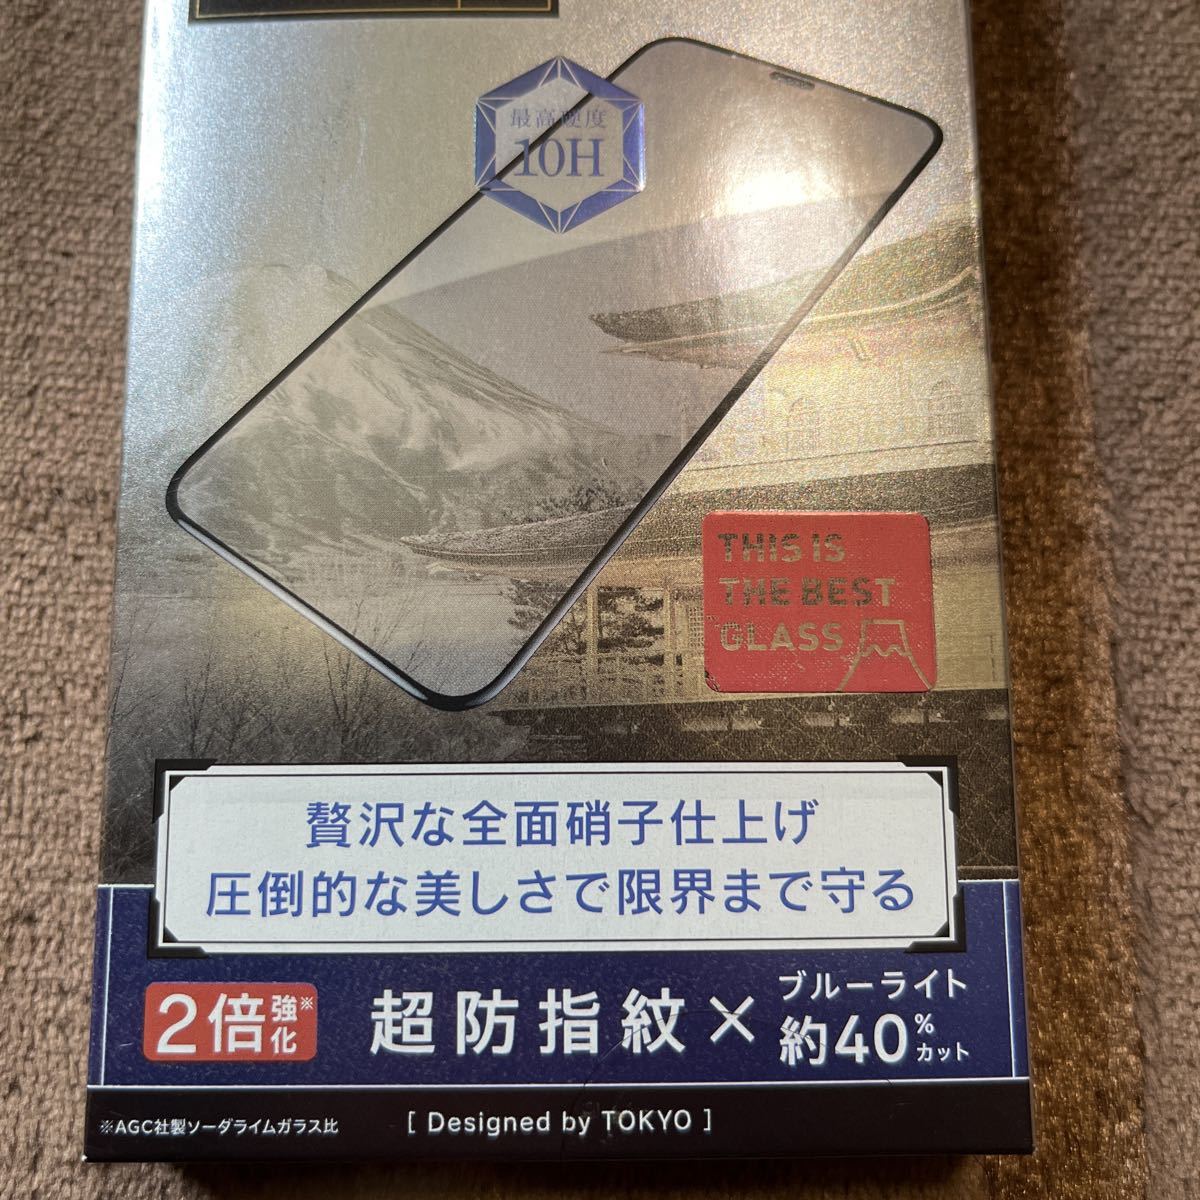 最高硬度
10H
THIS IS
THE BEST
GLASS
贅沢な全面硝子仕上げ
圧倒的な美しさで限界まで守る
2倍強化※
超防指紋×
ブルーライト
約40%カット
※AGC社製ソーダライムガラス比
[ Designed by TOKYO ]